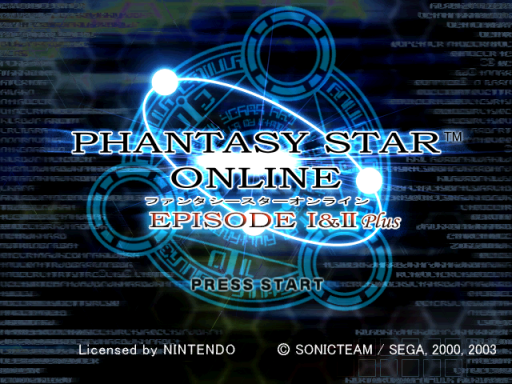 PHANTASY STAR™
ONLINE
ファンタシースターオンライン
EPISODE I&II Plus
PRESS START
Licensed by NINTENDO © SONICTEAM / SEGA, 2000, 2003